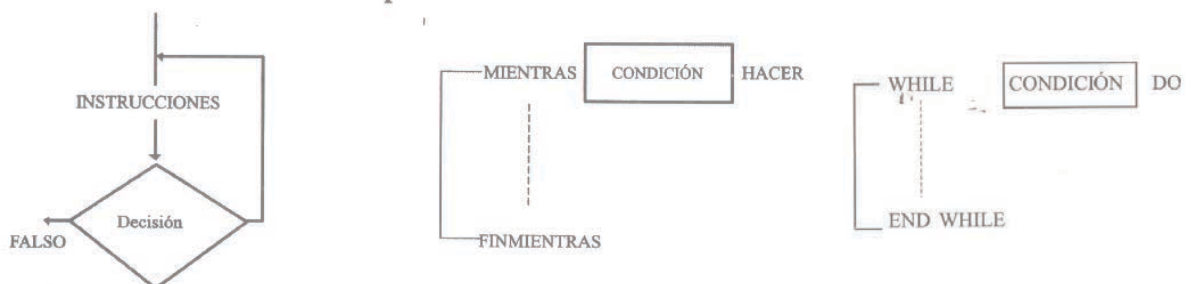 MIENTRAS CONDICIÓN HACER
WHILE CONDICIÓN DO
INSTRUCCIONES
Decisión
END WHILE
FALSO
FINMIENTRAS